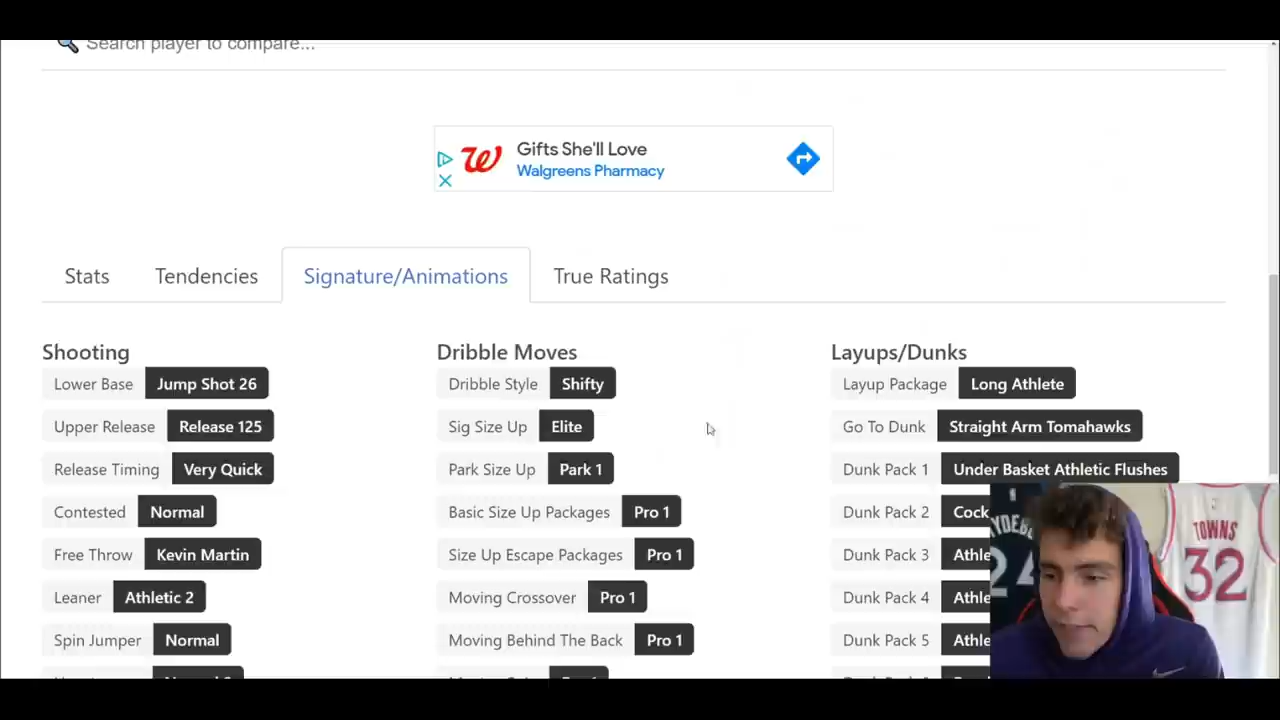 Search player to compare...
Gifts She'll Love
Walgreens Pharmacy
Stats Tendencies Signature/Animations True Ratings
Shooting
Lower Base Jump Shot 26
Upper Release Release 125
Release Timing Very Quick
Contested Normal
Free Throw Kevin Martin
Leaner Athletic 2
Spin Jumper Normal
Dribble Moves
Dribble Style Shifty
Sig Size Up Elite
Park Size Up Park 1
Basic Size Up Packages Pro 1
Size Up Escape Packages Pro 1
Moving Crossover Pro 1
Moving Behind The Back Pro 1
Layups/Dunks
Layup Package Long Athlete
Go To Dunk Straight Arm Tomahawks
Dunk Pack 1 Under Basket Athletic Flushes
Dunk Pack 2 Cock
Dunk Pack 3 Athle
Dunk Pack 4 Athle
Dunk Pack 5 Athle
TOWNS
32